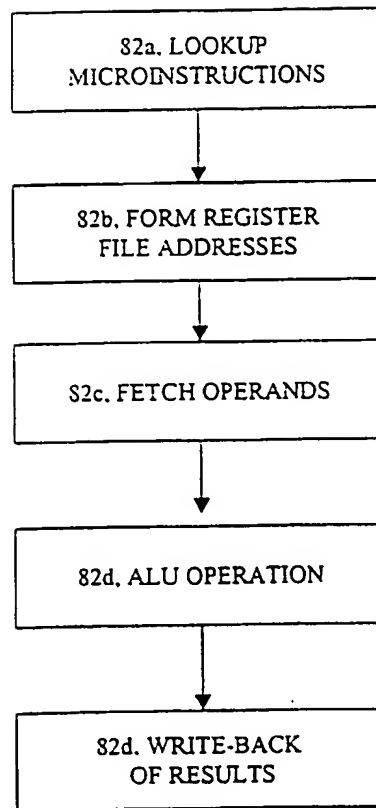 82a. LOOKUP
MICROINSTRUCTIONS
82b. FORM REGISTER
FILE ADDRESSES
82c. FETCH OPERANDS
82d. ALU OPERATION
82d. WRITE-BACK
OF RESULTS